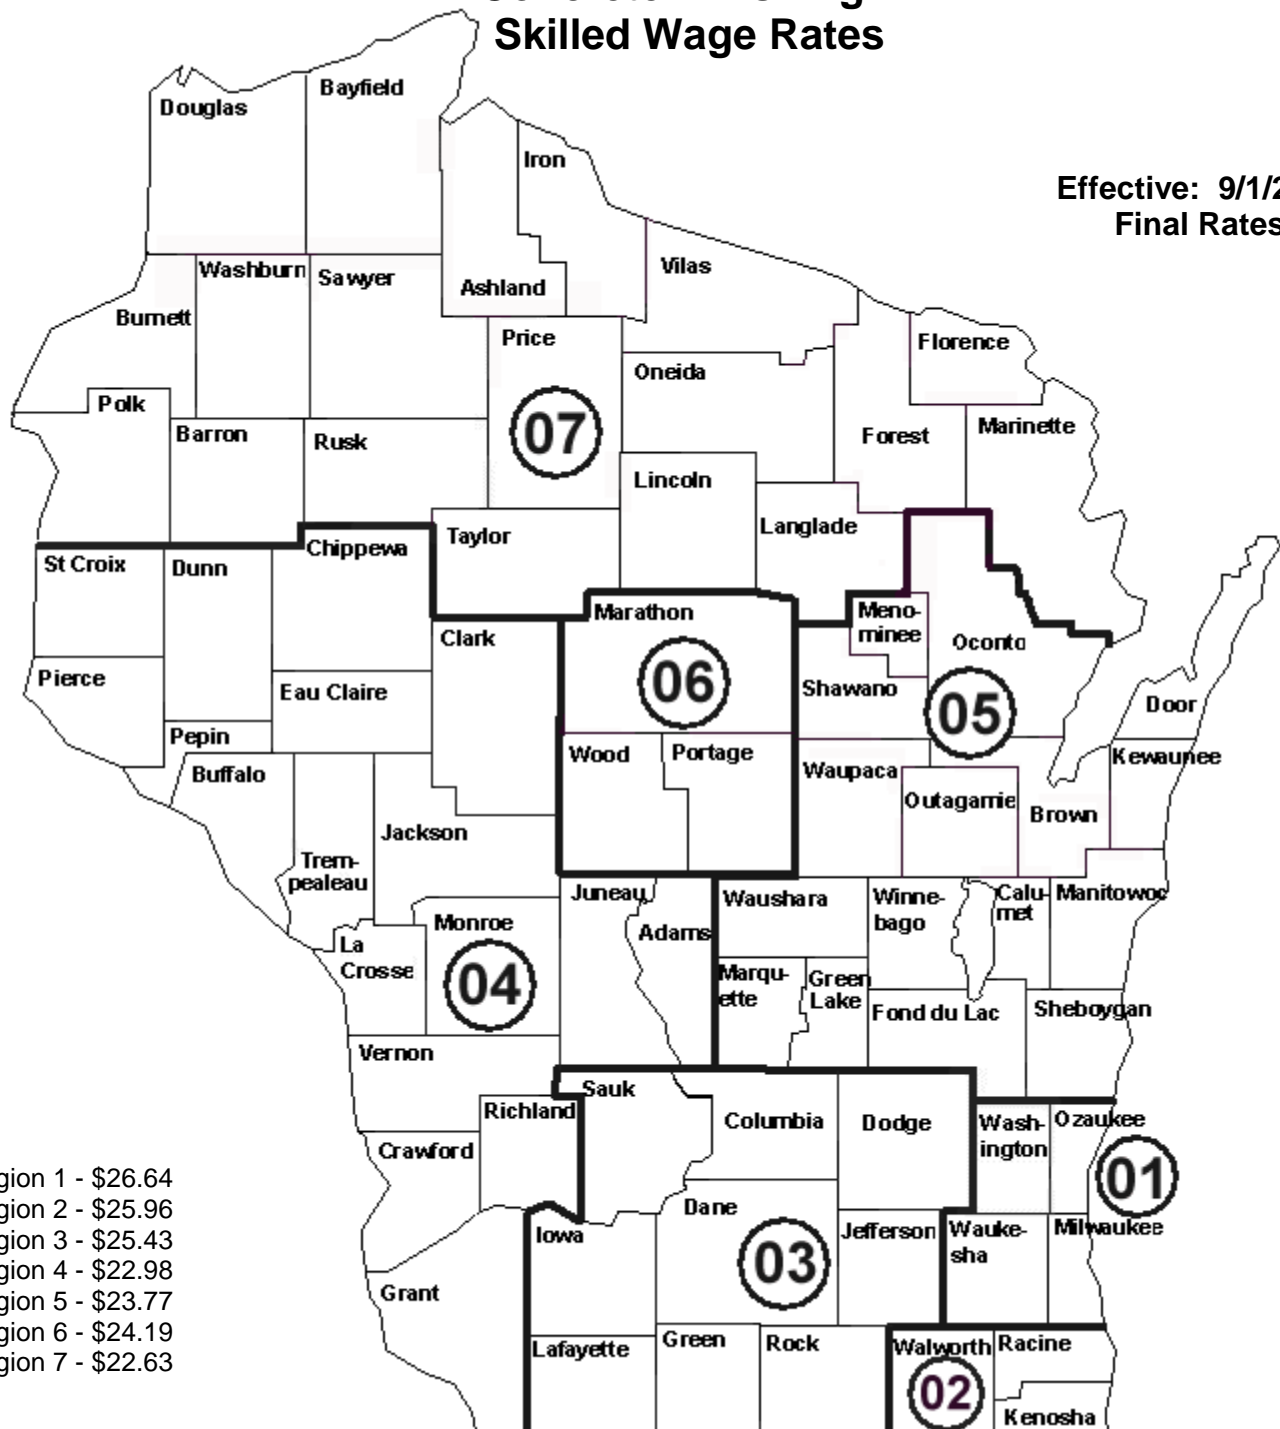 Skilled Wage Rates
Bayfield
Douglas
Iron
Effective: 9/1/2
Final Rates
Vilas
Washburn
Sawyer
Ashland
Burnett
Price
Florence
Oneida
Polk
07
Barron
Rusk
Forest
Marinette
Lincoln
Langlade
Taylor
Chippewa
St Croix
Dunn
Marathon
Meno-
minee
Clark
Oconto
06
Pierce
Eau Claire
Shawano
05
Door
Pepin
Wood
Portage
Kewaunee
Buffalo
Waupaca
Outagamie
Brown
Jackson
Trem-
pealeau
Juneau
Waushara
Winne-
bago
Calu-
met
Manitowoc
Monroe
Adams
La
Crosse
04
Marqu-
ette
Green
Lake
Fond du Lac
Sheboygan
Vernon
Sauk
Richland
Columbia
Dodge
Wash-
ington
Ozaukee
Crawford
01
gion 1 - $26.64
gion 2 - $25.96
gion 3 - $25.43
gion 4 - $22.98
gion 5 - $23.77
gion 6 - $24.19
gion 7 - $22.63
Dane
Iowa
03
Jefferson
Wauke-
sha
Milwaukee
Grant
Lafayette
Green
Rock
Walworth
Racine
02
Kenosha